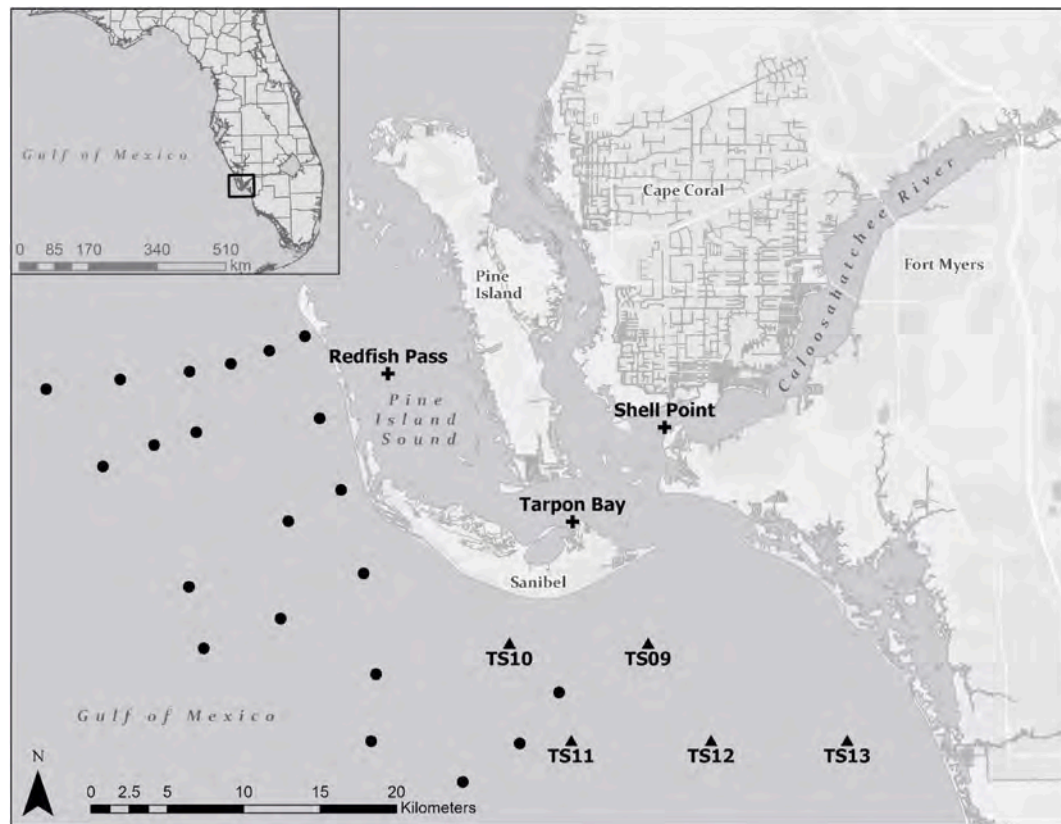 Gulf of Mexico
0 85 170 340 510
km
Cape Coral
Caloosahatchee River
Fort Myers
Pine
Island
Redfish Pass
Pine
Island
Sound
Shell Point
Tarpon Bay
Sanibel
TS10
TS09
Gulf of Mexico
TS11
TS12
TS13
N
0 2.5 5 10 15 20
Kilometers